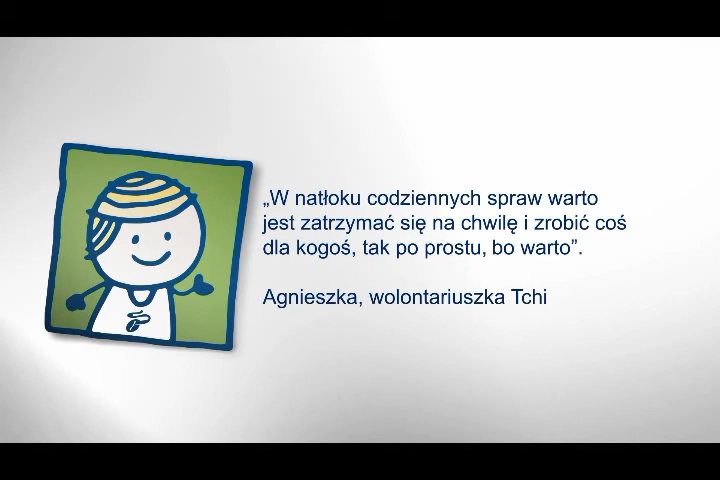 „W natłoku codziennych spraw warto
jest zatrzymać się na chwilę i zrobić coś
dla kogoś, tak po prostu, bo warto”.
Agnieszka, wolontariuszka Tchi